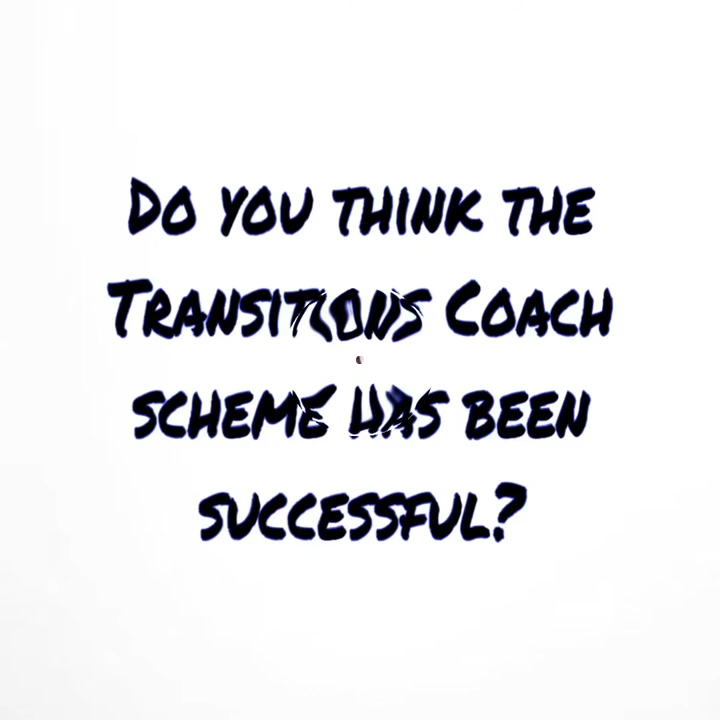 Do you think the
Transitions Coach
scheme has been
successful?